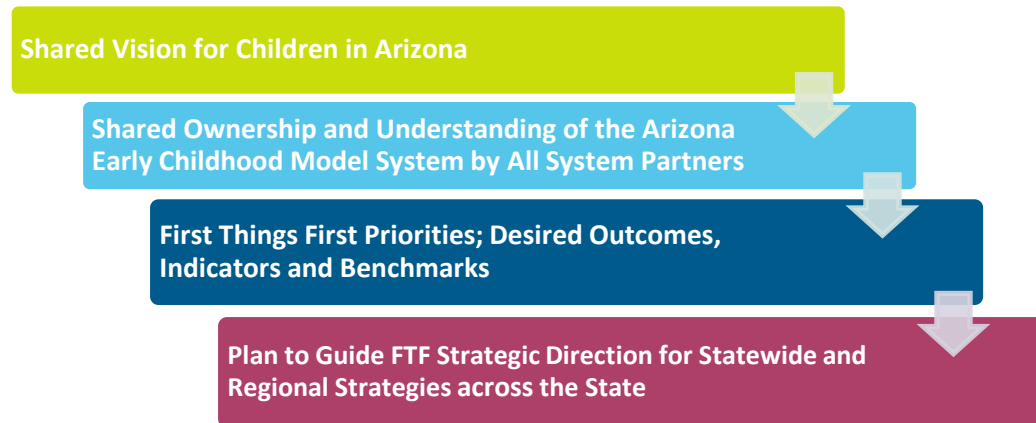 Shared Vision for Children in Arizona
Shared Ownership and Understanding of the Arizona
Early Childhood Model System by All System Partners
First Things First Priorities; Desired Outcomes,
Indicators and Benchmarks
Plan to Guide FTF Strategic Direction for Statewide and
Regional Strategies across the State